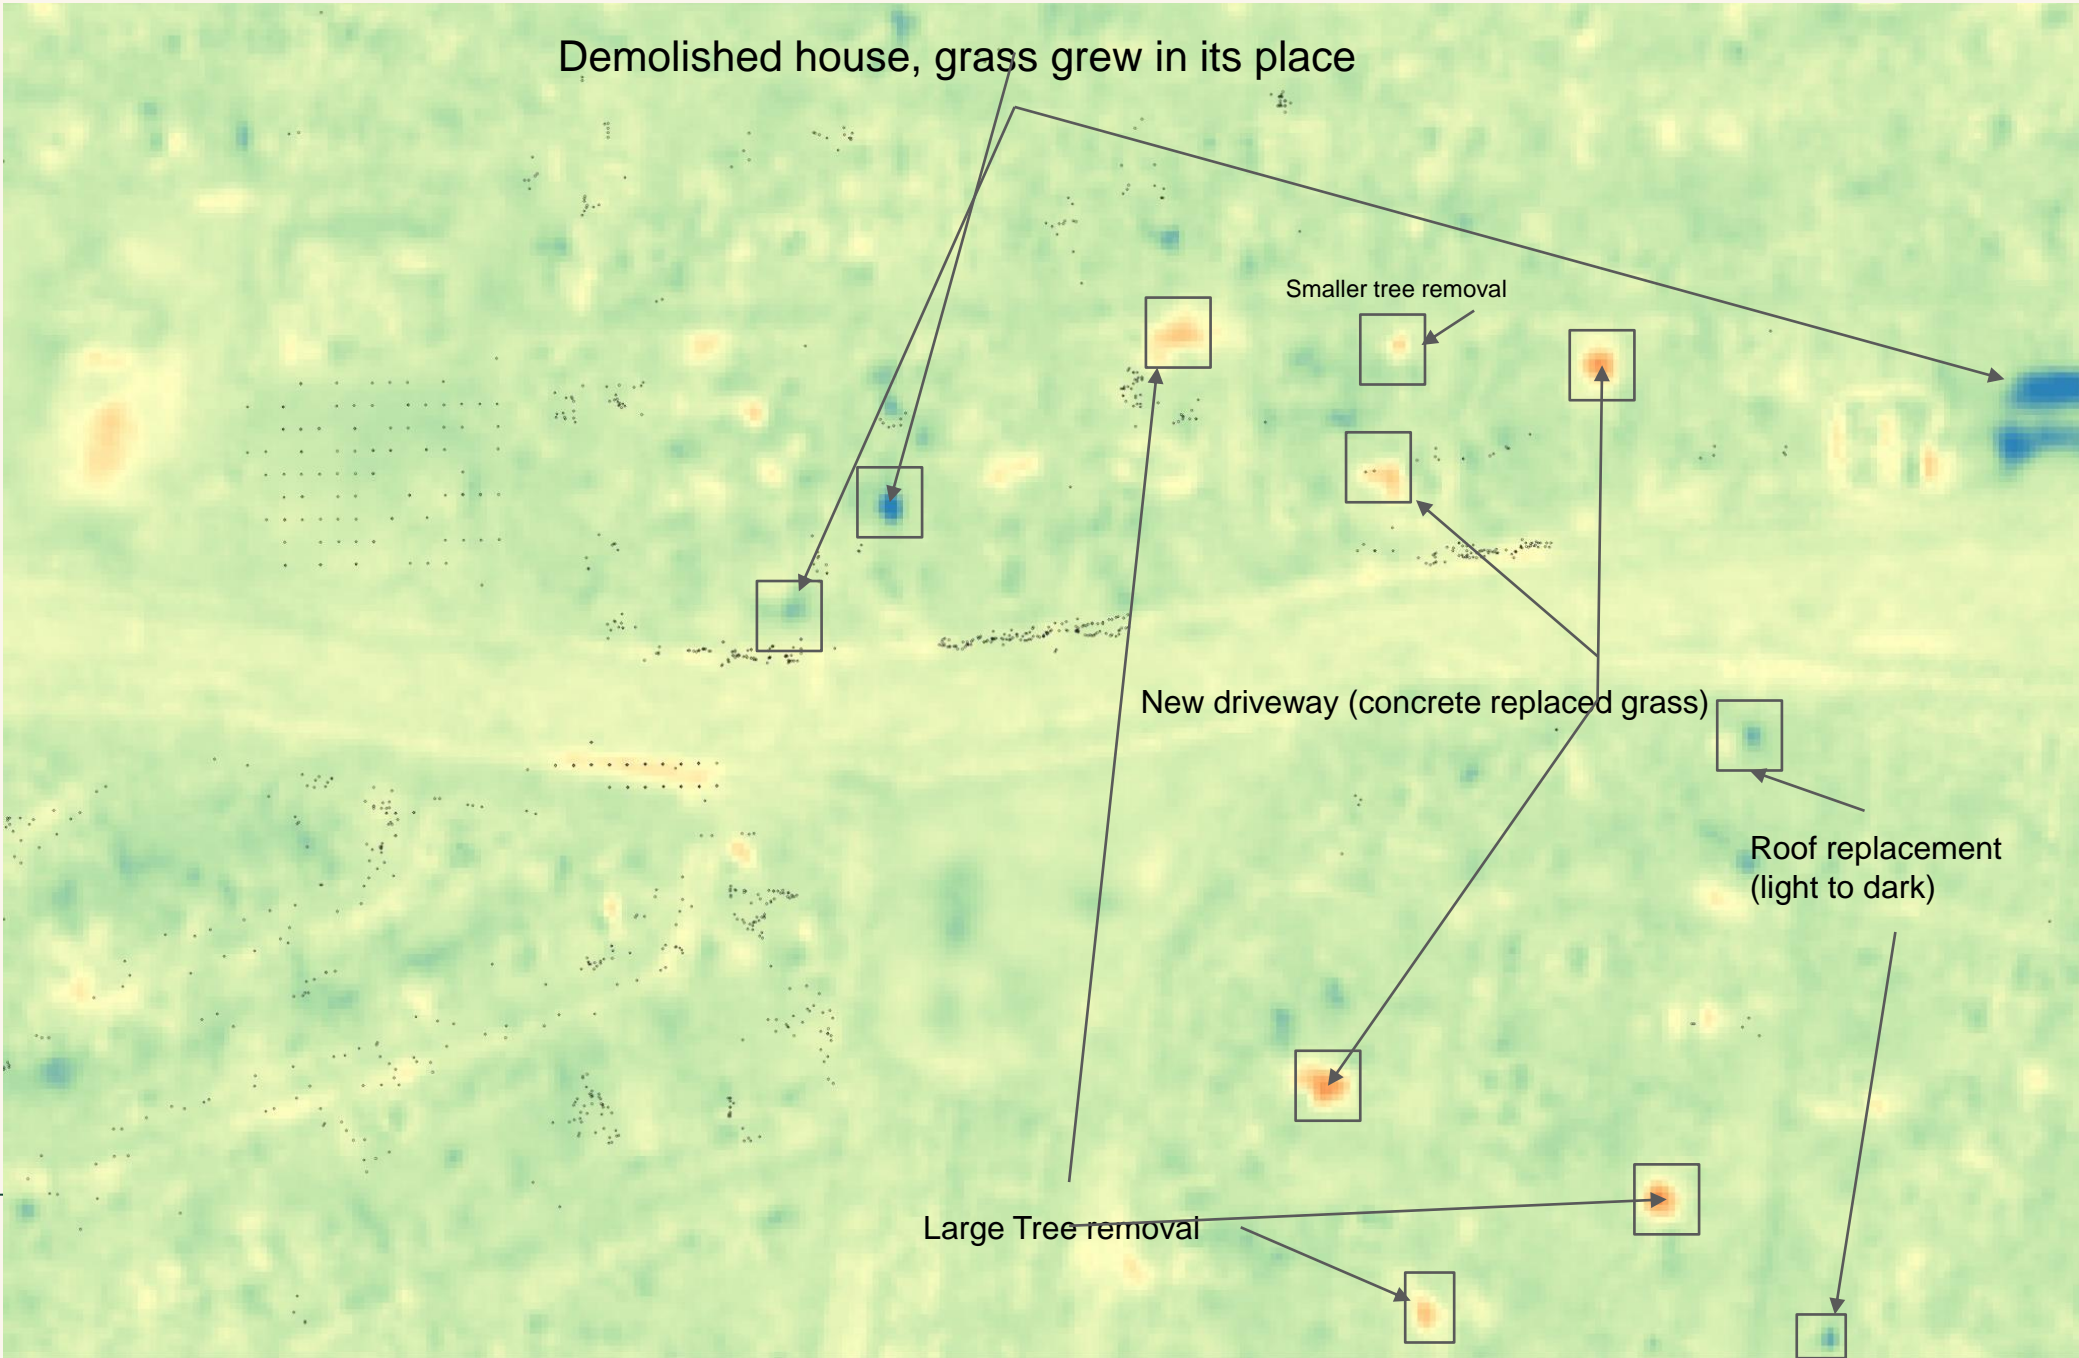 Demolished house, grass grew in its place
Smaller tree removal
New driveway (concrete replaced grass)
Roof replacement
(light to dark)
Large Tree removal